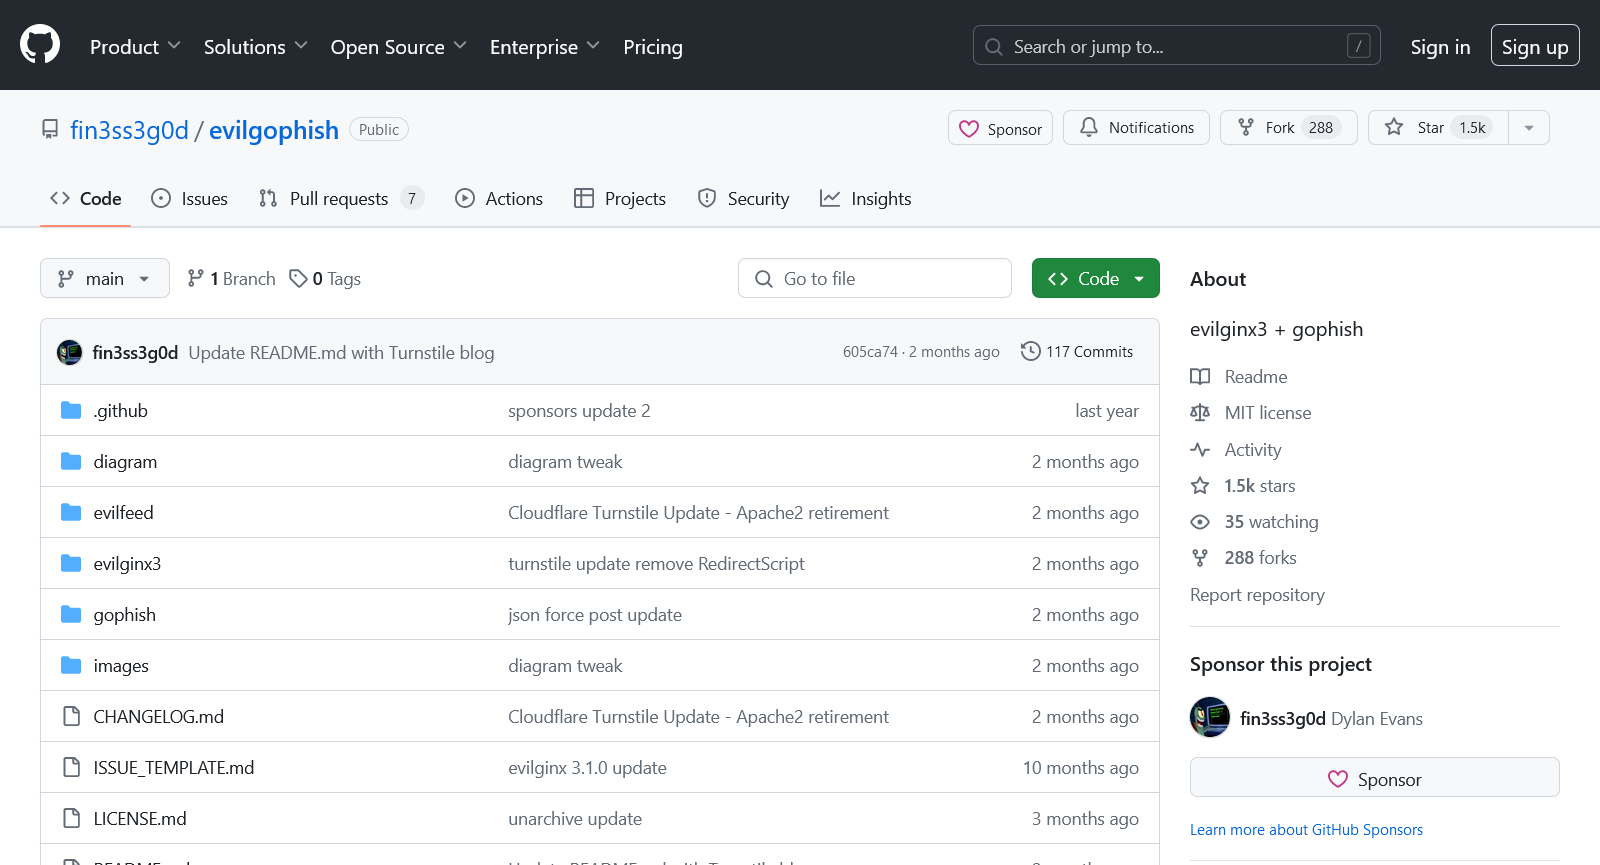 Product Solutions Open Source Enterprise Pricing Search or jump to... / Sign in Sign up
fin3ss3g0d / evilgophish Public Sponsor Notifications Fork 288 Star 1.5k
Code Issues Pull requests 7 Actions Projects Security Insights
main 1 Branch 0 Tags Go to file Code
fin3ss3g0d Update README.md with Turnstile blog 605ca74 · 2 months ago 117 Commits
.github sponsors update 2 last year
diagram diagram tweak 2 months ago
evilfeed Cloudflare Turnstile Update - Apache2 retirement 2 months ago
evilginx3 turnstile update remove RedirectScript 2 months ago
gophish json force post update 2 months ago
images diagram tweak 2 months ago
CHANGELOG.md Cloudflare Turnstile Update - Apache2 retirement 2 months ago
ISSUE_TEMPLATE.md evilginx 3.1.0 update 10 months ago
LICENSE.md unarchive update 3 months ago
About
evilginx3 + gophish
Readme
MIT license
Activity
1.5k stars
35 watching
288 forks
Report repository
Sponsor this project
fin3ss3g0d Dylan Evans
Sponsor
Learn more about GitHub Sponsors